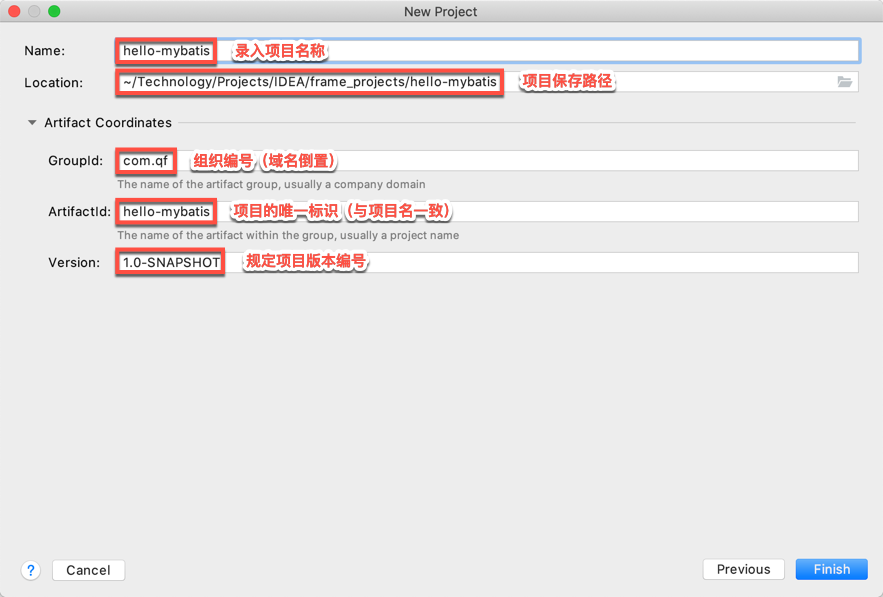 New Project
Name: hello-mybatis 录入项目名称
Location: ~/Technology/Projects/IDEA/frame_projects/hello-mybatis 项目保存路径
Artifact Coordinates
GroupId: com.qf 组织编号（域名倒置）
The name of the artifact group, usually a company domain
ArtifactId: hello-mybatis 项目的唯一标识（与项目名一致）
The name of the artifact within the group, usually a project name
Version: 1.0-SNAPSHOT 规定项目版本编号
? Cancel Previous Finish